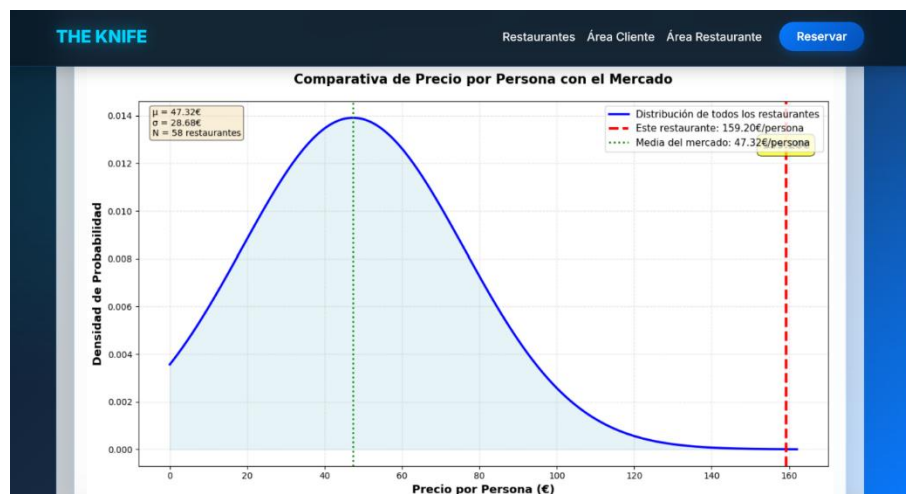 THE KNIFE
Restaurantes Área Cliente Área Restaurante Reservar
Comparativa de Precio por Persona con el Mercado
μ = 47.32€
σ = 28.68€
N = 58 restaurantes
Distribución de todos los restaurantes
Este restaurante: 159.20€/persona
Media del mercado: 47.32€/persona
Densidad de Probabilidad
0.014
0.012
0.010
0.008
0.006
0.004
0.002
0.000
0 20 40 60 80 100 120 140 160
Precio por Persona (€)